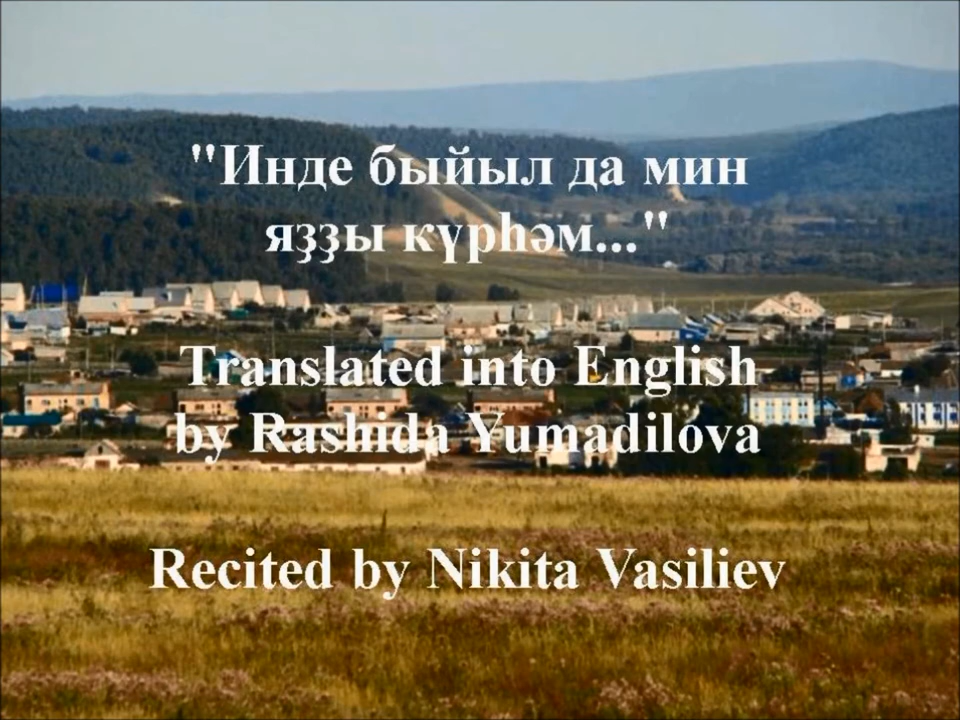 "Инде быйыл да мин
яҙҙы күрһәм..."
Translated into English
by Rashida Yumadilova
Recited by Nikita Vasiliev